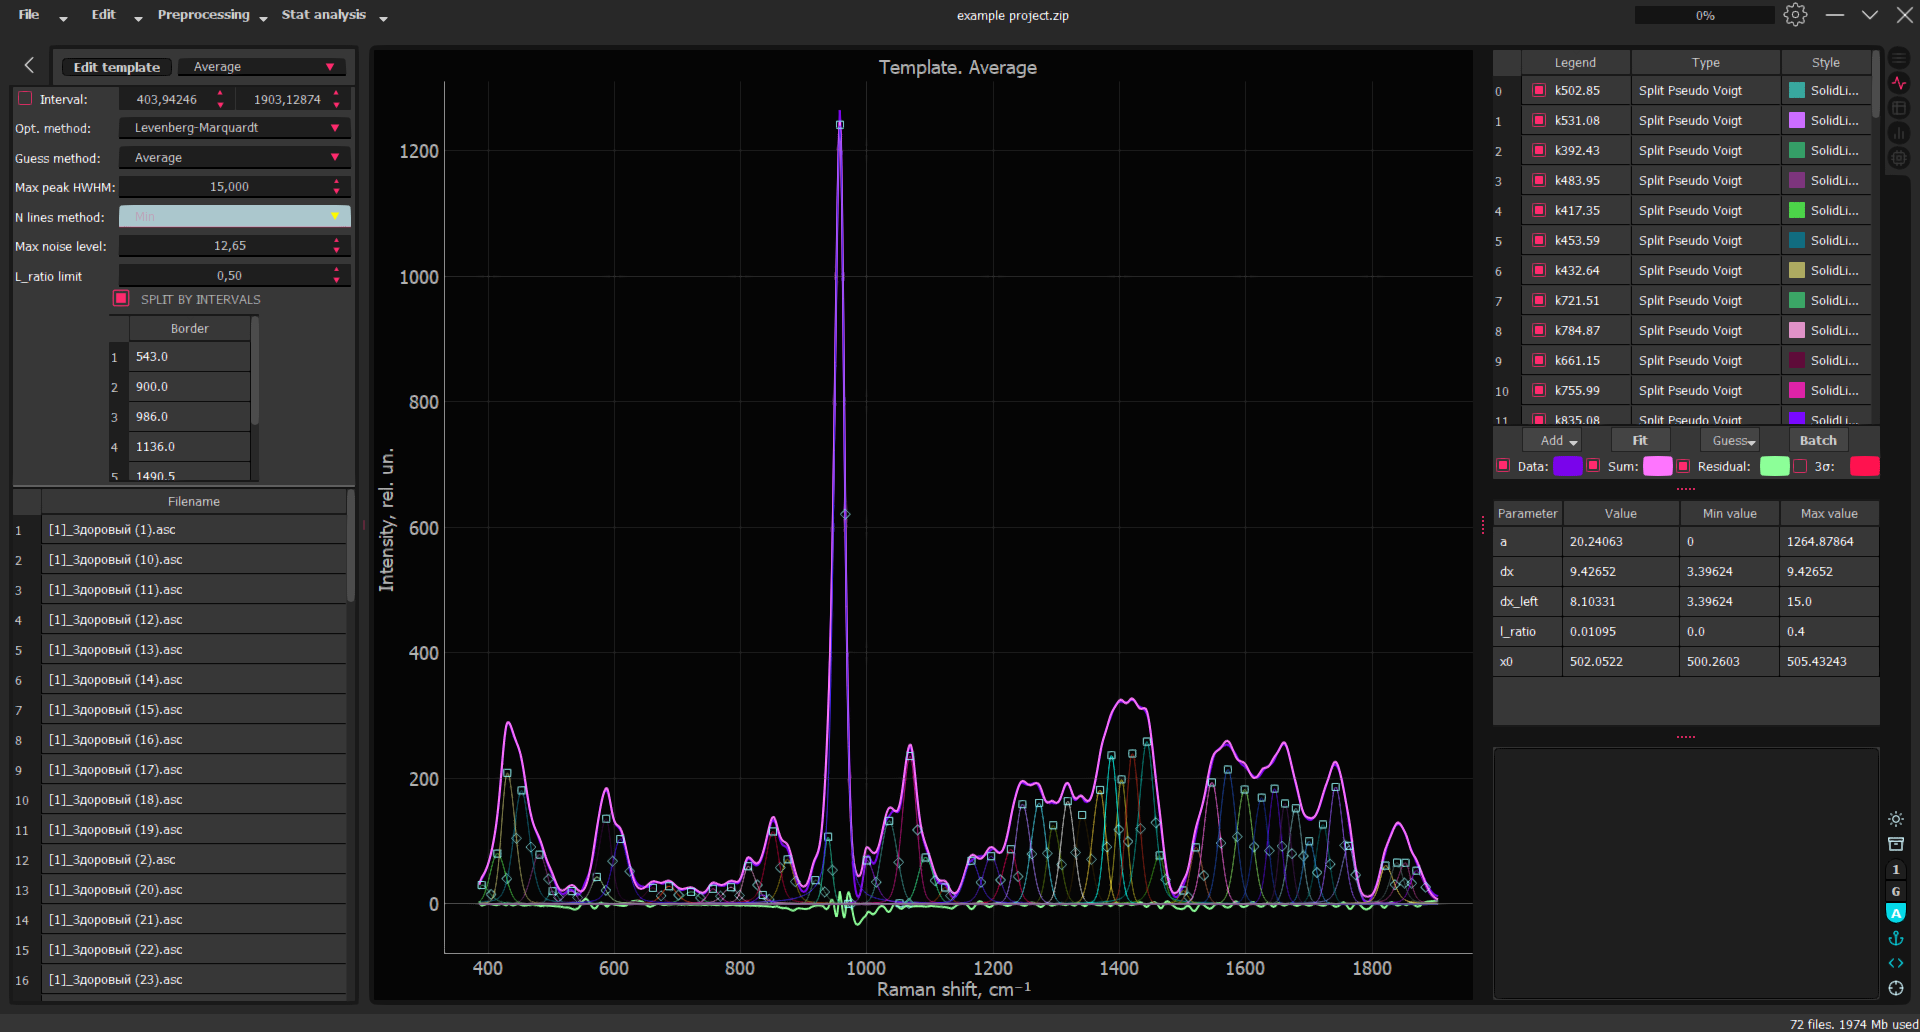 File Edit Preprocessing Stat analysis
example project.zip
0%
Edit template Average
Interval: 403,94246 1903,12874
Opt. method: Levenberg-Marquardt
Guess method: Average
Max peak HWHM: 15,000
N lines method: Min
Max noise level: 12,65
L_ratio limit 0,50
SPLIT BY INTERVALS
Border
1 543.0
2 900.0
3 986.0
4 1136.0
5 1490.5
Filename
1 [1]_Здоровый (1).asc
2 [1]_Здоровый (10).asc
3 [1]_Здоровый (11).asc
4 [1]_Здоровый (12).asc
5 [1]_Здоровый (13).asc
6 [1]_Здоровый (14).asc
7 [1]_Здоровый (15).asc
8 [1]_Здоровый (16).asc
9 [1]_Здоровый (17).asc
10 [1]_Здоровый (18).asc
11 [1]_Здоровый (19).asc
12 [1]_Здоровый (2).asc
13 [1]_Здоровый (20).asc
14 [1]_Здоровый (21).asc
15 [1]_Здоровый (22).asc
16 [1]_Здоровый (23).asc
Template. Average
Intensity, rel. un.
1200
1000
800
600
400
200
0
400 600 800 1000 1200 1400 1600 1800
Raman shift, cm⁻¹
Legend Type Style
0 k502.85 Split Pseudo Voigt SolidLi...
1 k531.08 Split Pseudo Voigt SolidLi...
2 k392.43 Split Pseudo Voigt SolidLi...
3 k483.95 Split Pseudo Voigt SolidLi...
4 k417.35 Split Pseudo Voigt SolidLi...
5 k453.59 Split Pseudo Voigt SolidLi...
6 k432.64 Split Pseudo Voigt SolidLi...
7 k721.51 Split Pseudo Voigt SolidLi...
8 k784.87 Split Pseudo Voigt SolidLi...
9 k661.15 Split Pseudo Voigt SolidLi...
10 k755.99 Split Pseudo Voigt SolidLi...
11 k835.08 Split Pseudo Voigt SolidLi...
Add Fit Guess Batch
Data: Sum: Residual: 3σ:
Parameter Value Min value Max value
a 20.24063 0 1264.87864
dx 9.42652 3.39624 9.42652
dx_left 8.10331 3.39624 15.0
l_ratio 0.01095 0.0 0.4
x0 502.0522 500.2603 505.43243
1
G
A
72 files. 1974 Mb used